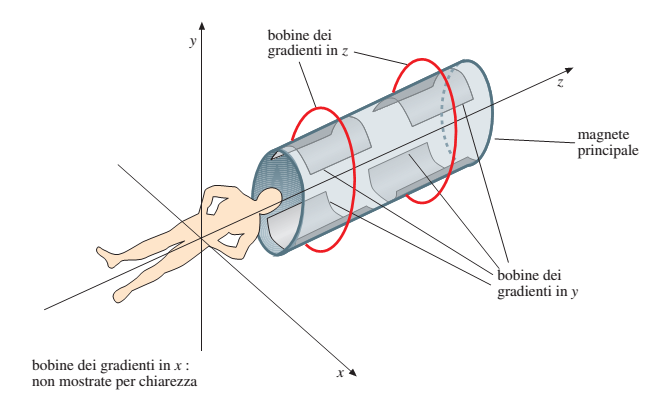 y
bobine dei
gradienti in z
z
magnete
principale
bobine dei
gradienti in y
bobine dei gradienti in x :
non mostrate per chiarezza
x